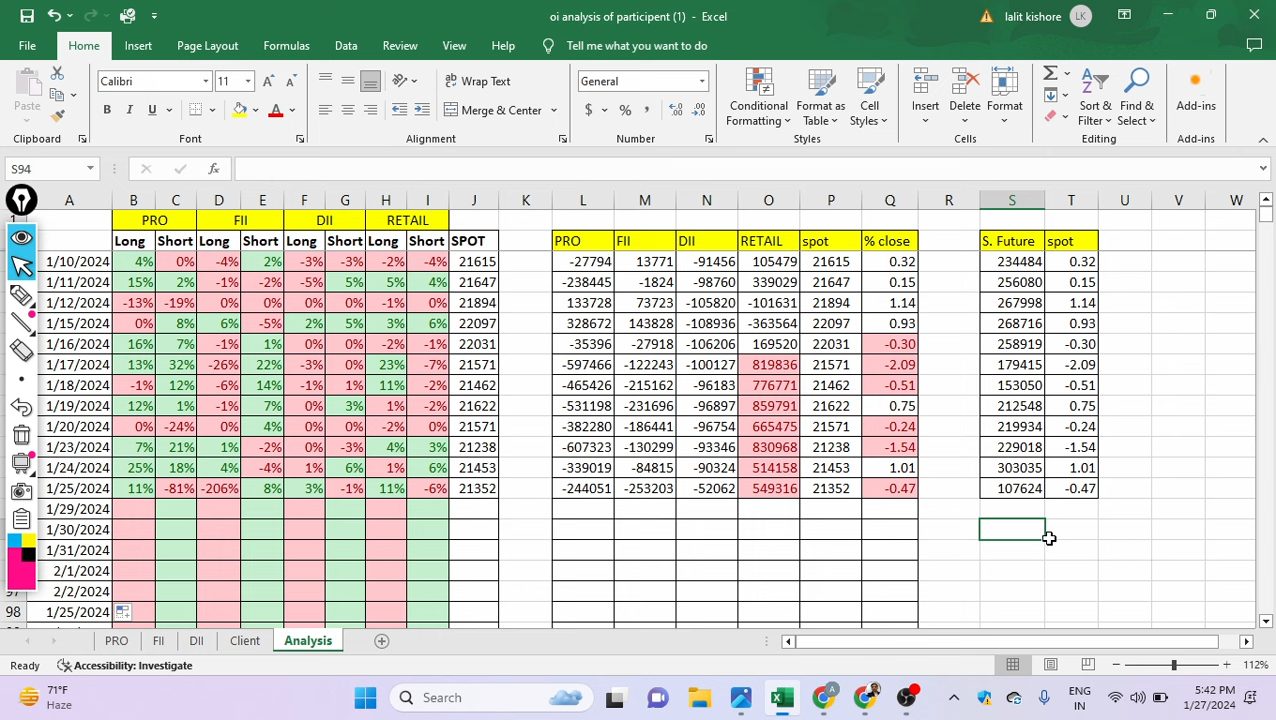 oi analysis of participent (1) - Excel
lalit kishore LK
File Home Insert Page Layout Formulas Data Review View Help Tell me what you want to do
Paste Calibri 11 Wrap Text General
B I U A Merge & Center $ % , Conditional Formatting Format as Table Cell Styles Insert Delete Format Sort & Filter Find & Select Add-ins
Clipboard Font Alignment Number Styles Cells Editing Add-ins
S94 fx
A B C D E F G H I J K L M N O P Q R S T U V W
PRO FII DII RETAIL
Long Short Long Short Long Short Long Short SPOT PRO FII DII RETAIL spot % close S. Future spot
1/10/2024 4% 0% -4% 2% -3% -3% -2% -4% 21615 -27794 13771 -91456 105479 21615 0.32 234484 0.32
1/11/2024 15% 2% -1% -2% -5% 5% 5% 4% 21647 -238445 -1824 -98760 339029 21647 0.15 256080 0.15
1/12/2024 -13% -19% 0% 0% 0% 0% -1% 0% 21894 133728 73723 -105820 -101631 21894 1.14 267998 1.14
1/15/2024 0% 8% 6% -5% 2% 5% 3% 6% 22097 328672 143828 -108936 -363564 22097 0.93 268716 0.93
1/16/2024 16% 7% -1% 1% 0% 0% -2% -1% 22031 -35396 -27918 -106206 169520 22031 -0.30 258919 -0.30
1/17/2024 13% 32% -26% 22% -3% 0% 23% -7% 21571 -597466 -122243 -100127 819836 21571 -2.09 179415 -2.09
1/18/2024 -1% 12% -6% 14% -1% 1% 11% -2% 21462 -465426 -215162 -96183 776771 21462 -0.51 153050 -0.51
1/19/2024 12% 1% -1% 7% 0% 3% 1% -2% 21622 -531198 -231696 -96897 859791 21622 0.75 212548 0.75
1/20/2024 0% -24% 0% 4% 0% 0% -2% 0% 21571 -382280 -186441 -96754 665475 21571 -0.24 219934 -0.24
1/23/2024 7% 21% 1% -2% 0% -3% 4% 3% 21238 -607323 -130299 -93346 830968 21238 -1.54 229018 -1.54
1/24/2024 25% 18% 4% -4% 1% 6% 1% 6% 21453 -339019 -84815 -90324 514158 21453 1.01 303035 1.01
1/25/2024 11% -81% -206% 8% 3% -1% 11% -6% 21352 -244051 -253203 -52062 549316 21352 -0.47 107624 -0.47
1/29/2024
1/30/2024
1/31/2024
2/1/2024
2/2/2024
98 1/25/2024
PRO FII DII Client Analysis
Ready Accessibility: Investigate 112%
71°F Haze Search ENG IN 5:42 PM 1/27/2024